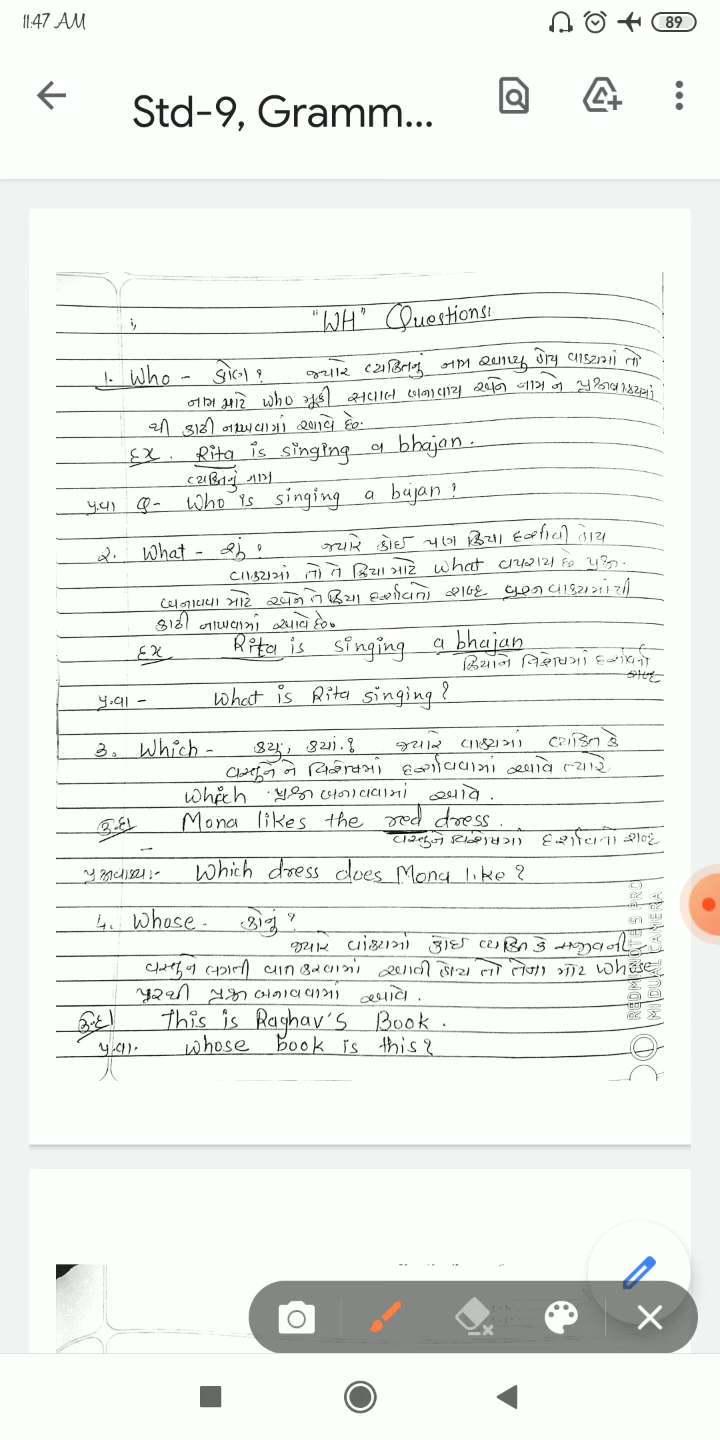 11:47 AM
89
Std-9, Gramm...
"WH" Questions:
1. Who - કોણ? જ્યારે વ્યક્તિનું નામ આપ્યુ હોય વાક્યમાં તો
નામ માટે who મૂકી સવાલ બનાવાય અને નામ ને પ્રશ્નવાક્યમાં
થી કાઢી નાખવામાં આવે છે.
Ex. Rita is singing a bhajan.
વ્યક્તિનું નામ
પ્ર.વા Q- Who is singing a bajan?
૨. What - શું? જ્યારે કોઈ પણ ક્રિયા દર્શાવી હોય
વાક્યમાં તો તે ક્રિયા માટે what વપરાય છે પ્રશ્ન.
બનાવવા માટે અને તે ક્રિયા દર્શાવતો શબ્દ પ્રશ્ન વાક્યમાંથી
કાઢી નાખવામાં આવે છે.
Ex Rita is singing a bhajan
ક્રિયાને વિશેષમાં દર્શાવતો
શબ્દ
પ્ર.વા - What is Rita singing?
3. Which - કયુ, કયાં.? જ્યારે વાક્યમાં વ્યક્તિ કે
વસ્તુને ને વિશેષમાં દર્શાવવામાં આવે ત્યારે
which પ્રશ્ન બનાવવામાં આવે.
ઉ.દા Mona likes the red dress.
વસ્તુને વિશેષમાં દર્શાવતો શબ્દ
પ્રશ્નવાક્ય:- Which dress does Mona like?
4. Whose. કોનું?
જ્યારે વાંક્યમાં કોઈ વ્યક્તિ કે સજીવની
વસ્તુને લગતી વાત કરવામાં આવી હોય તો તેના માટે whose
પરથી પ્રશ્ન બનાવવામાં આવે.
ઉ.દા This is Raghav's Book.
પ્ર.વા. whose book is this?
REDMI NOTE 5 PRO
MI DUAL CAMERA